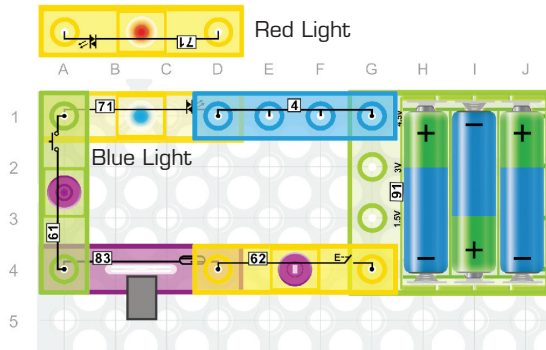 71
Red Light
A B C D E F G H I J
1
71
4
4.5V
Blue Light
2
3V
91
3
1.5V
61
4
83
62
E
5
+ − +
− + −